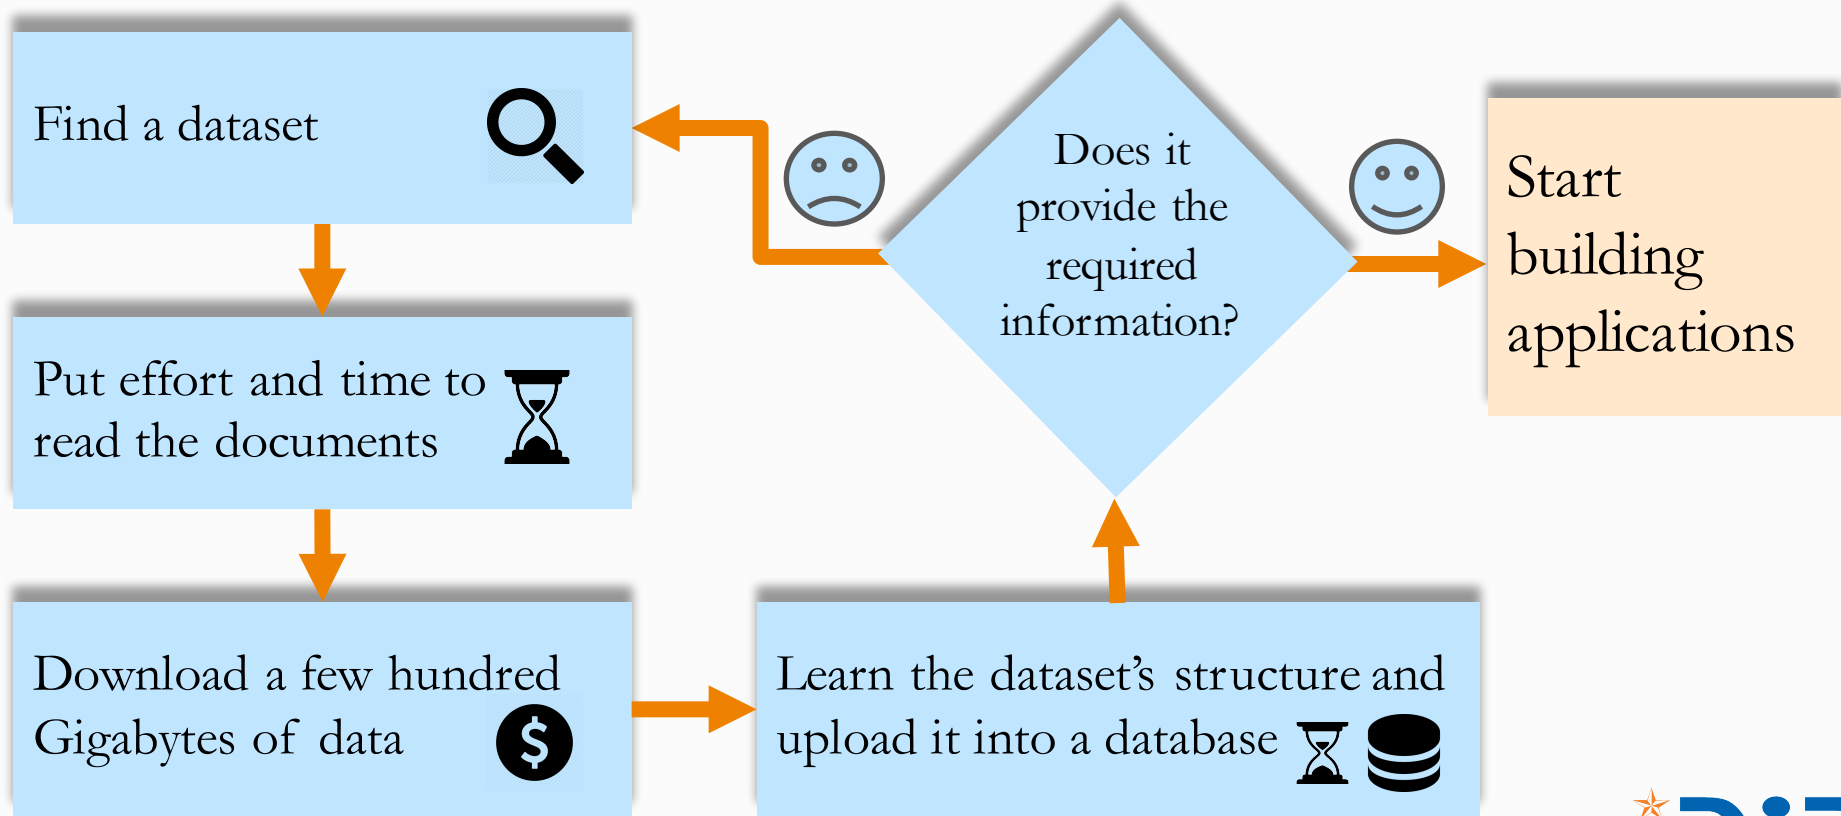 Find a dataset
Put effort and time to
read the documents
Download a few hundred
Gigabytes of data
$
Learn the dataset’s structure and
upload it into a database
Does it
provide the
required
information?
Start
building
applications